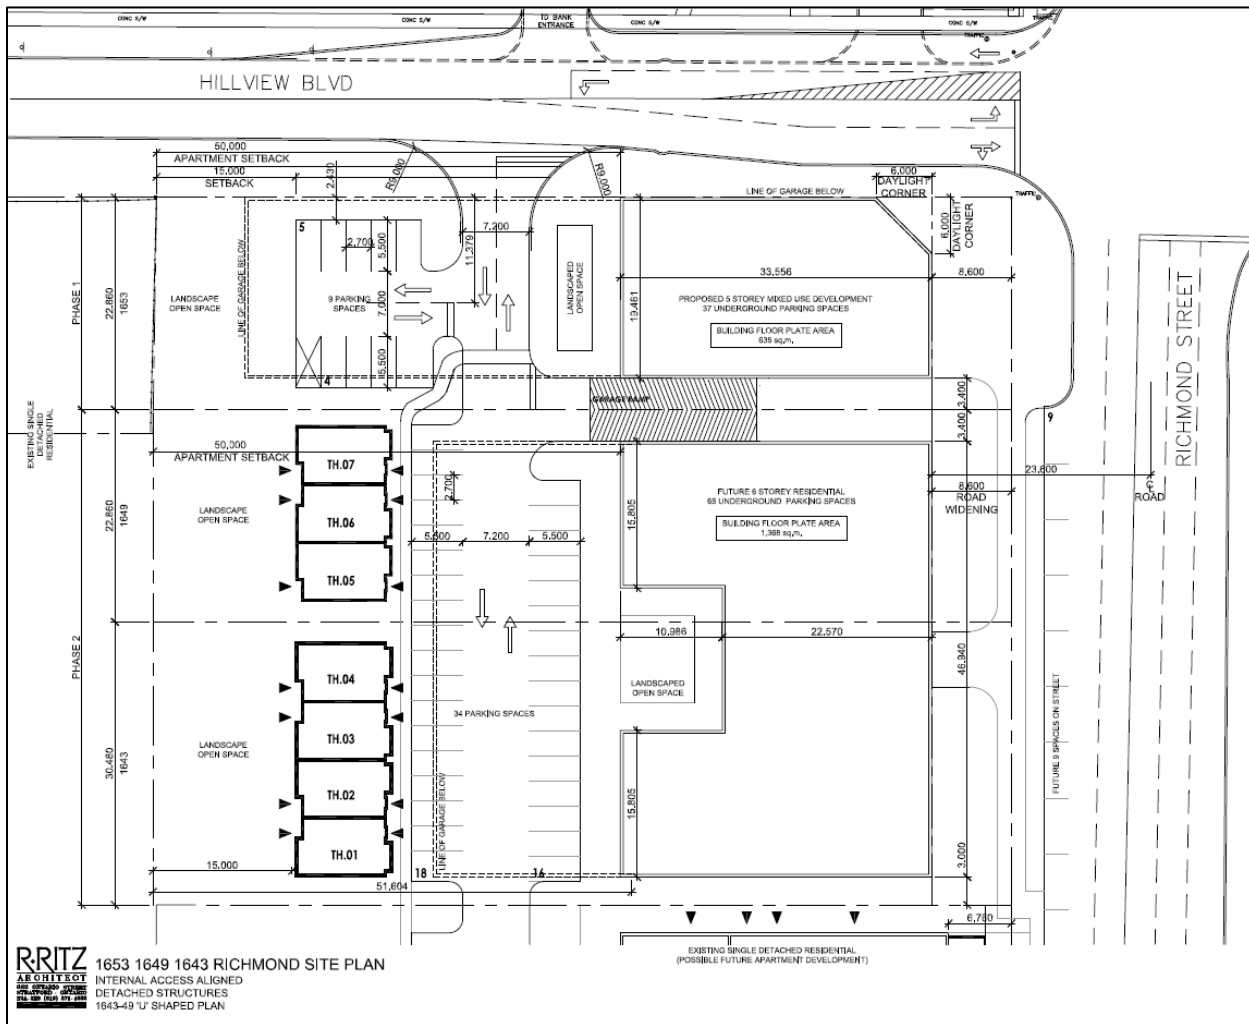 CONC S/W
CONC S/W
TO BANK
ENTRANCE
CONC S/W
CONC S/W
TRAFFIC
TRAFFIC
HILLVIEW BLVD
50,000
APARTMENT SETBACK
15.000
SETBACK
2.430
R9.000
R9.000
LINE OF GARAGE BELOW
6,000
DAYLIGHT
CORNER
TRAFFIC
6,000
DAYLIGHT
CORNER
5
7.200
11.379
2.700
5.500
LINE OF GARAGE BELOW
LANDSCAPED
OPEN SPACE
33,556
8,600
PHASE 1
22.860
1653
LANDSCAPE
OPEN SPACE
9 PARKING
SPACES
7.000
19.461
PROPOSED 5 STOREY MIXED USE DEVELOPMENT
37 UNDERGROUND PARKING SPACES
BUILDING FLOOR PLATE AREA
635 sq.m.
RICHMOND STREET
5.500
4
GARAGE RAMP
3.400
3.400
9
EXISTING SINGLE
DETACHED
RESIDENTIAL
50,000
APARTMENT SETBACK
TH.07
23.800
ROAD
2.700
FUTURE 6 STOREY RESIDENTIAL
65 UNDERGROUND PARKING SPACES
8,600
ROAD
WIDENING
22.860
1649
LANDSCAPE
OPEN SPACE
TH.06
15.805
BUILDING FLOOR PLATE AREA
1,368 sq.m.
5.500
7.200
5.500
TH.05
10.986
22.570
46.940
PHASE 2
TH.04
LANDSCAPED
OPEN SPACE
34 PARKING SPACES
FUTURE 9 SPACES ON STREET
30.480
1643
LANDSCAPE
OPEN SPACE
TH.03
TH.02
15.805
LINE OF GARAGE BELOW
TH.01
3.000
15.000
18
16
51,604
6,760
EXISTING SINGLE DETACHED RESIDENTIAL
(POSSIBLE FUTURE APARTMENT DEVELOPMENT)
R·RITZ
ARCHITECT
1653 1649 1643 RICHMOND SITE PLAN
INTERNAL ACCESS ALIGNED
DETACHED STRUCTURES
1643-49 'U' SHAPED PLAN